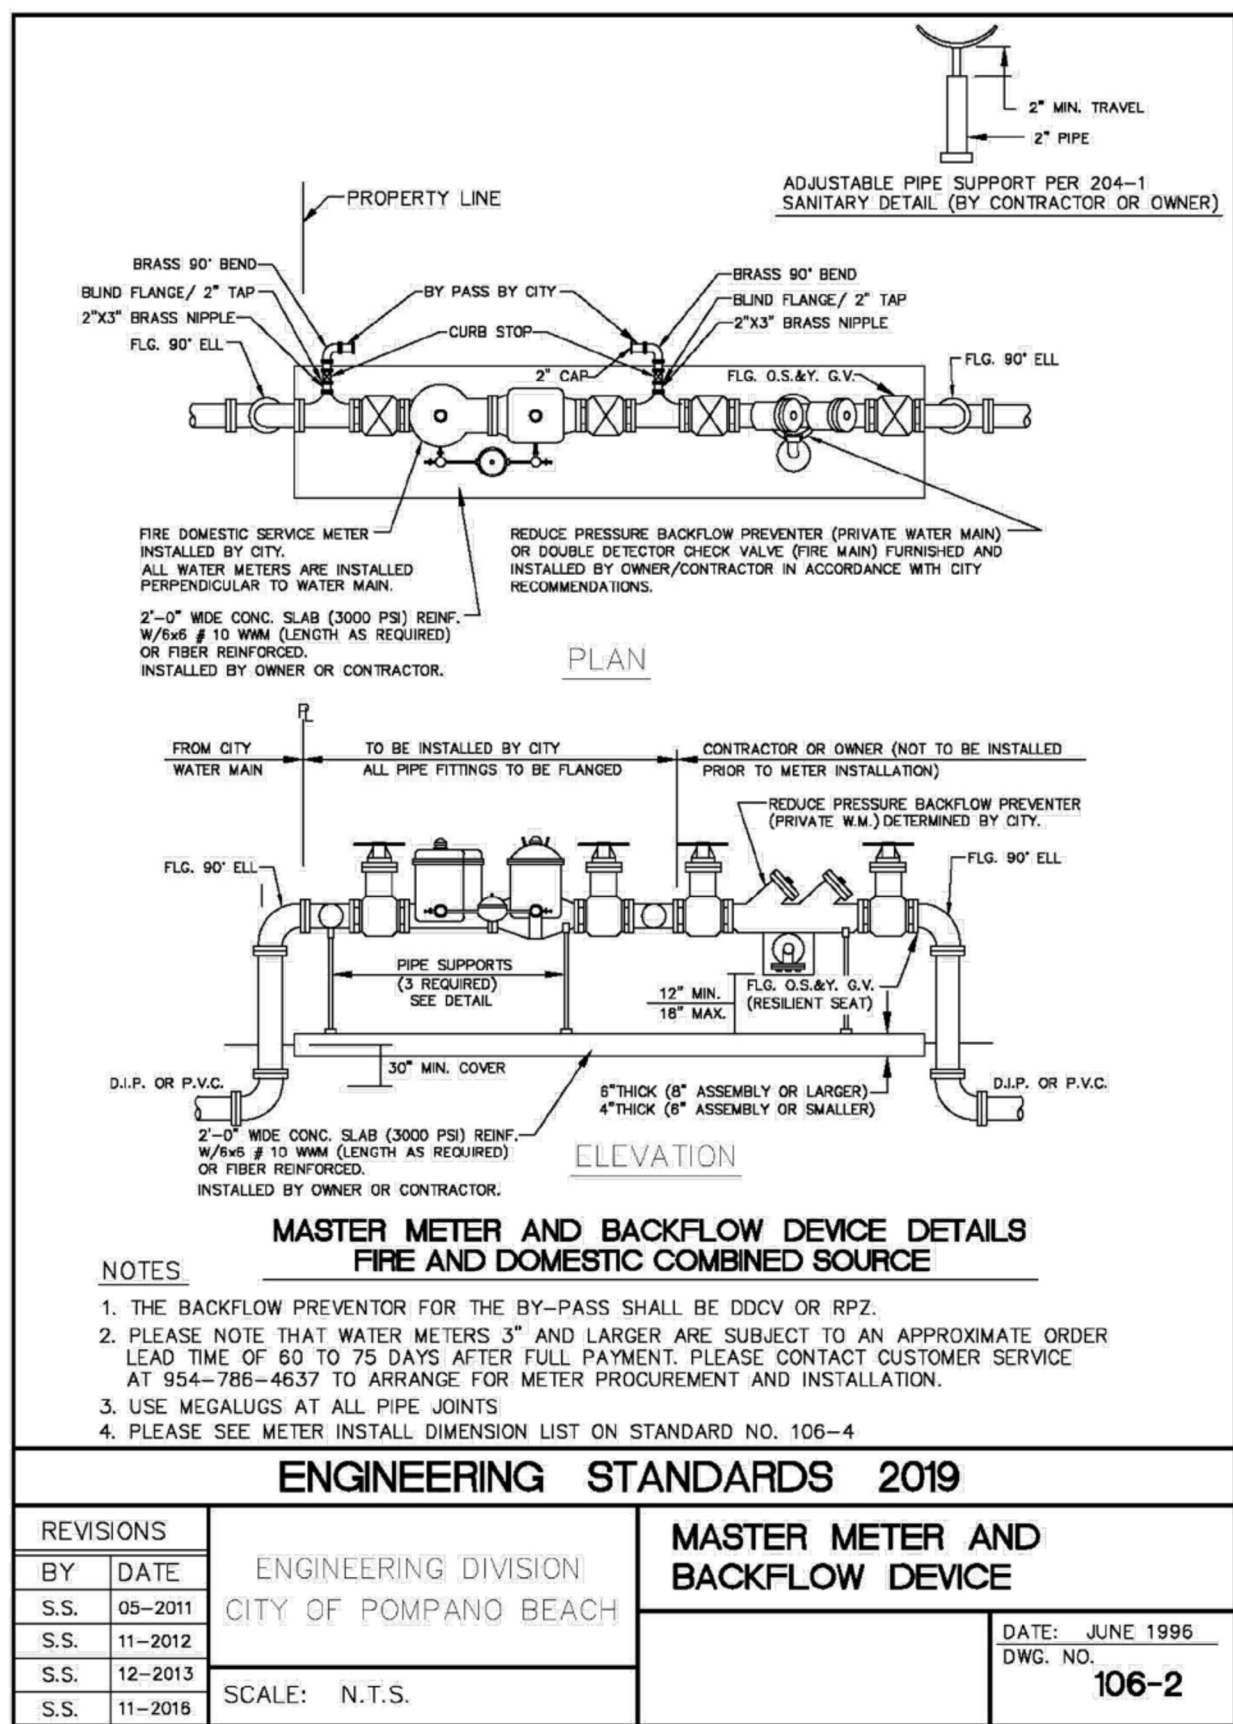 2" MIN. TRAVEL
2" PIPE
ADJUSTABLE PIPE SUPPORT PER 204-1
SANITARY DETAIL (BY CONTRACTOR OR OWNER)
PROPERTY LINE
BRASS 90° BEND
BLIND FLANGE/ 2" TAP
2"X3" BRASS NIPPLE
FLG. 90° ELL
BY PASS BY CITY
CURB STOP
2" CAP
BRASS 90° BEND
BLIND FLANGE/ 2" TAP
2"X3" BRASS NIPPLE
FLG. O.S.&Y. G.V.
FLG. 90° ELL
FIRE DOMESTIC SERVICE METER
INSTALLED BY CITY.
ALL WATER METERS ARE INSTALLED
PERPENDICULAR TO WATER MAIN.
REDUCE PRESSURE BACKFLOW PREVENTER (PRIVATE WATER MAIN)
OR DOUBLE DETECTOR CHECK VALVE (FIRE MAIN) FURNISHED AND
INSTALLED BY OWNER/CONTRACTOR IN ACCORDANCE WITH CITY
RECOMMENDATIONS.
2'-0" WIDE CONC. SLAB (3000 PSI) REINF.
W/6x6 # 10 WWM (LENGTH AS REQUIRED)
OR FIBER REINFORCED.
INSTALLED BY OWNER OR CONTRACTOR.
PLAN
PL
FROM CITY
WATER MAIN
TO BE INSTALLED BY CITY
ALL PIPE FITTINGS TO BE FLANGED
CONTRACTOR OR OWNER (NOT TO BE INSTALLED
PRIOR TO METER INSTALLATION)
REDUCE PRESSURE BACKFLOW PREVENTER
(PRIVATE W.M.) DETERMINED BY CITY.
FLG. 90° ELL
FLG. 90° ELL
PIPE SUPPORTS
(3 REQUIRED)
SEE DETAIL
12" MIN.
18" MAX.
FLG. O.S.&Y. G.V.
(RESILIENT SEAT)
30" MIN. COVER
D.I.P. OR P.V.C.
6"THICK (8" ASSEMBLY OR LARGER)
4"THICK (6" ASSEMBLY OR SMALLER)
D.I.P. OR P.V.C.
2'-0" WIDE CONC. SLAB (3000 PSI) REINF.
W/6x6 # 10 WWM (LENGTH AS REQUIRED)
OR FIBER REINFORCED.
INSTALLED BY OWNER OR CONTRACTOR.
ELEVATION
MASTER METER AND BACKFLOW DEVICE DETAILS
FIRE AND DOMESTIC COMBINED SOURCE
NOTES
1. THE BACKFLOW PREVENTOR FOR THE BY-PASS SHALL BE DDCV OR RPZ.
2. PLEASE NOTE THAT WATER METERS 3" AND LARGER ARE SUBJECT TO AN APPROXIMATE ORDER
LEAD TIME OF 60 TO 75 DAYS AFTER FULL PAYMENT. PLEASE CONTACT CUSTOMER SERVICE
AT 954-786-4637 TO ARRANGE FOR METER PROCUREMENT AND INSTALLATION.
3. USE MEGALUGS AT ALL PIPE JOINTS
4. PLEASE SEE METER INSTALL DIMENSION LIST ON STANDARD NO. 106-4
ENGINEERING STANDARDS 2019
REVISIONS
BY DATE
S.S. 05-2011
S.S. 11-2012
S.S. 12-2013
S.S. 11-2016
ENGINEERING DIVISION
CITY OF POMPANO BEACH
SCALE: N.T.S.
MASTER METER AND
BACKFLOW DEVICE
DATE: JUNE 1996
DWG. NO.
106-2